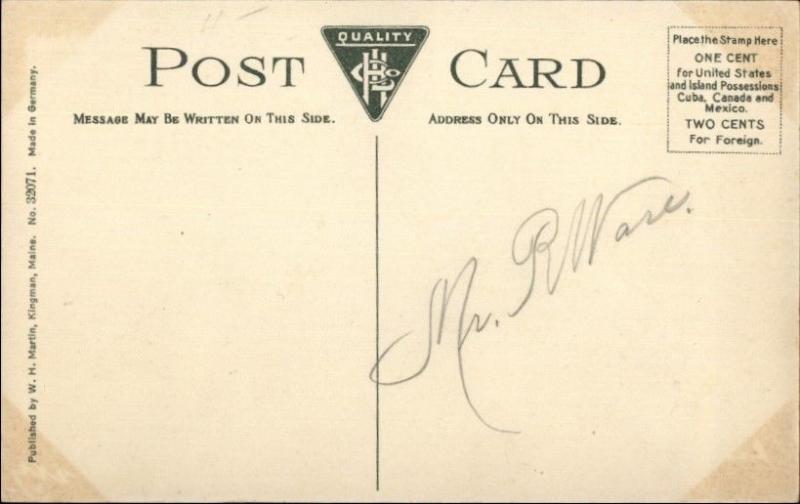 POST CARD
QUALITY
MESSAGE MAY BE WRITTEN ON THIS SIDE.
ADDRESS ONLY ON THIS SIDE.
Place the Stamp Here
ONE CENT
for United States
and Island Possessions
Cuba, Canada and
Mexico.
TWO CENTS
For Foreign.
Mr. R Ware.
Published by W. H. Martin, Kingman, Maine. No. 32071. Made in Germany.